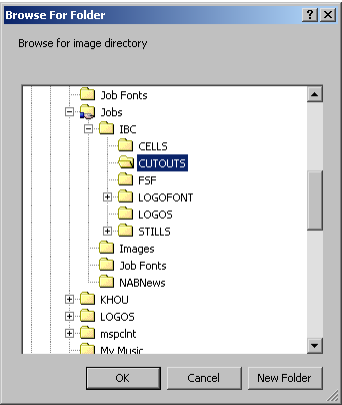 Browse For Folder
Browse for image directory
Job Fonts
Jobs
IBC
CELLS
CUTOUTS
FSF
LOGOFONT
LOGOS
STILLS
Images
Job Fonts
NABNews
KHOU
LOGOS
mspclnt
My Music
OK Cancel New Folder